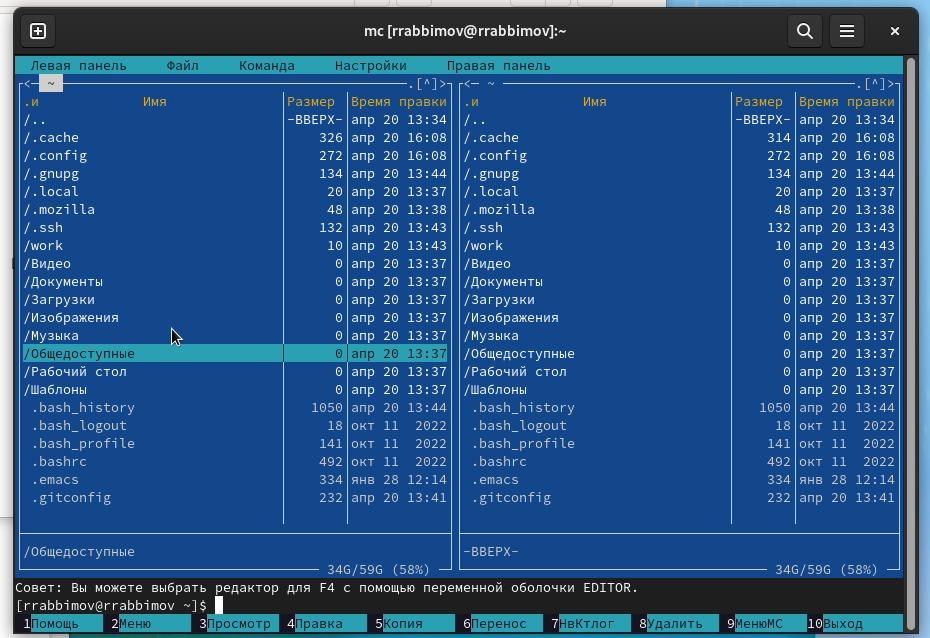 mc [rrabbimov@rrabbimov]:~
Левая панель Файл Команда Настройки Правая панель
<─ ~ .[^]> <─ ~ .[^]>
.и Имя Размер Время правки .и Имя Размер Время правки
/.. -ВВЕРХ- апр 20 13:34 /.. -ВВЕРХ- апр 20 13:34
/.cache 326 апр 20 16:08 /.cache 314 апр 20 16:08
/.config 272 апр 20 16:08 /.config 272 апр 20 16:08
/.gnupg 134 апр 20 13:44 /.gnupg 134 апр 20 13:44
/.local 20 апр 20 13:37 /.local 20 апр 20 13:37
/.mozilla 48 апр 20 13:38 /.mozilla 48 апр 20 13:38
/.ssh 132 апр 20 13:43 /.ssh 132 апр 20 13:43
/work 10 апр 20 13:43 /work 10 апр 20 13:43
/Видео 0 апр 20 13:37 /Видео 0 апр 20 13:37
/Документы 0 апр 20 13:37 /Документы 0 апр 20 13:37
/Загрузки 0 апр 20 13:37 /Загрузки 0 апр 20 13:37
/Изображения 0 апр 20 13:37 /Изображения 0 апр 20 13:37
/Музыка 0 апр 20 13:37 /Музыка 0 апр 20 13:37
/Общедоступные 0 апр 20 13:37 /Общедоступные 0 апр 20 13:37
/Рабочий стол 0 апр 20 13:37 /Рабочий стол 0 апр 20 13:37
/Шаблоны 0 апр 20 13:37 /Шаблоны 0 апр 20 13:37
.bash_history 1050 апр 20 13:44 .bash_history 1050 апр 20 13:44
.bash_logout 18 окт 11 2022 .bash_logout 18 окт 11 2022
.bash_profile 141 окт 11 2022 .bash_profile 141 окт 11 2022
.bashrc 492 окт 11 2022 .bashrc 492 окт 11 2022
.emacs 334 янв 28 12:14 .emacs 334 янв 28 12:14
.gitconfig 232 апр 20 13:41 .gitconfig 232 апр 20 13:41
/Общедоступные -ВВЕРХ-
34G/59G (58%) 34G/59G (58%)
Совет: Вы можете выбрать редактор для F4 с помощью переменной оболочки EDITOR.
[rrabbimov@rrabbimov ~]$
1Помощь 2Меню 3Просмотр 4Правка 5Копия 6Перенос 7НвКтлог 8Удалить 9МенюМС 10Выход